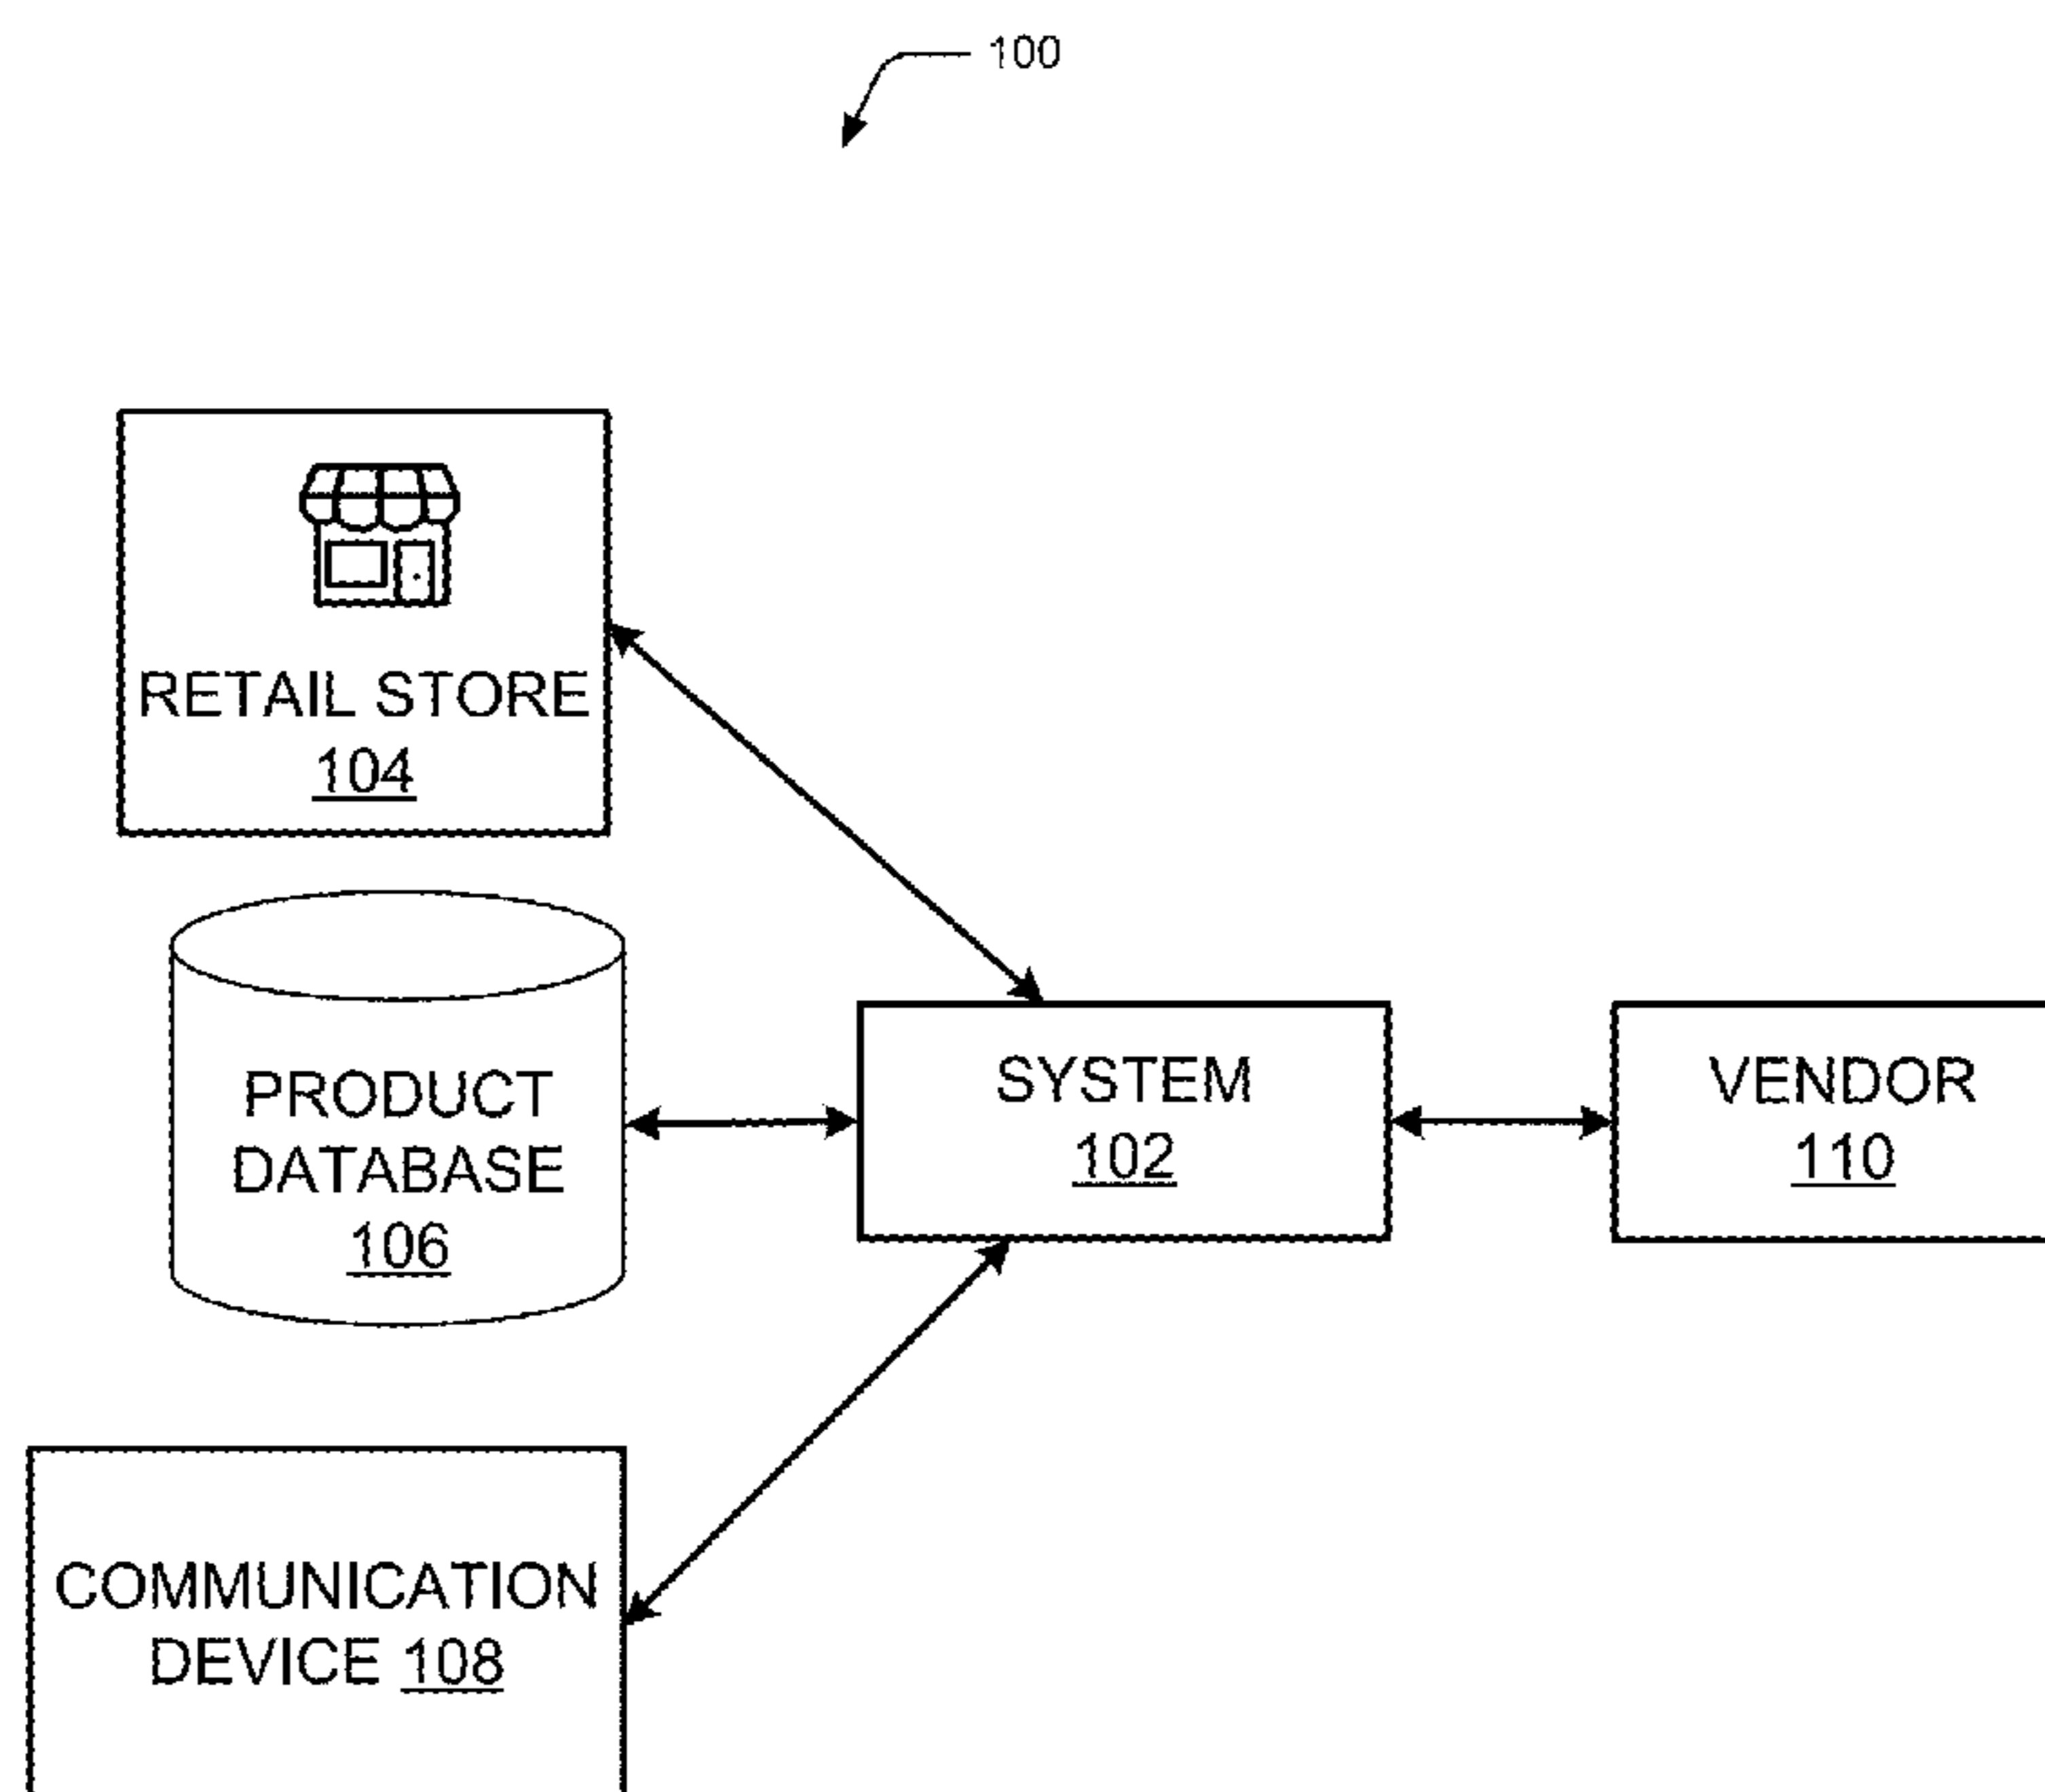 100
RETAIL STORE
104
PRODUCT
DATABASE
106
SYSTEM
102
VENDOR
110
COMMUNICATION
DEVICE 108